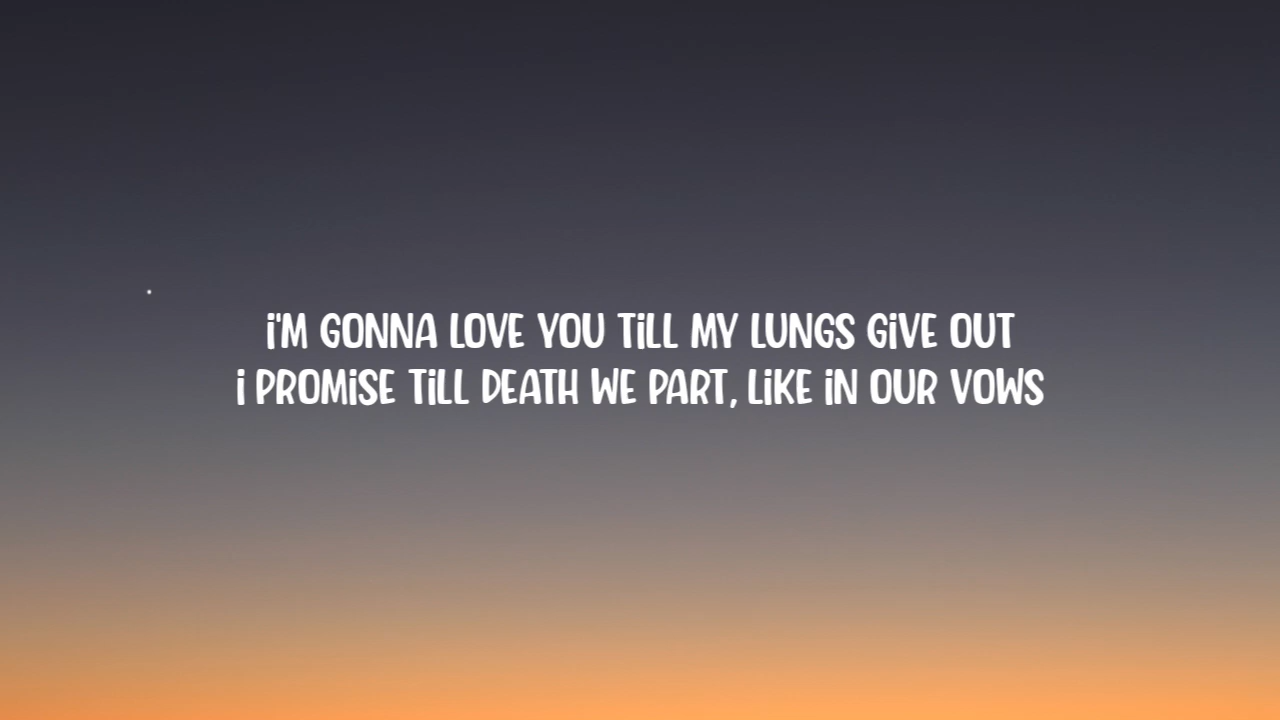 i'M GONNA LOVE YOU TiLL MY LUNGS GiVE OUT
i PROMiSE TiLL DEATH WE PART, LiKE iN OUR VOWS